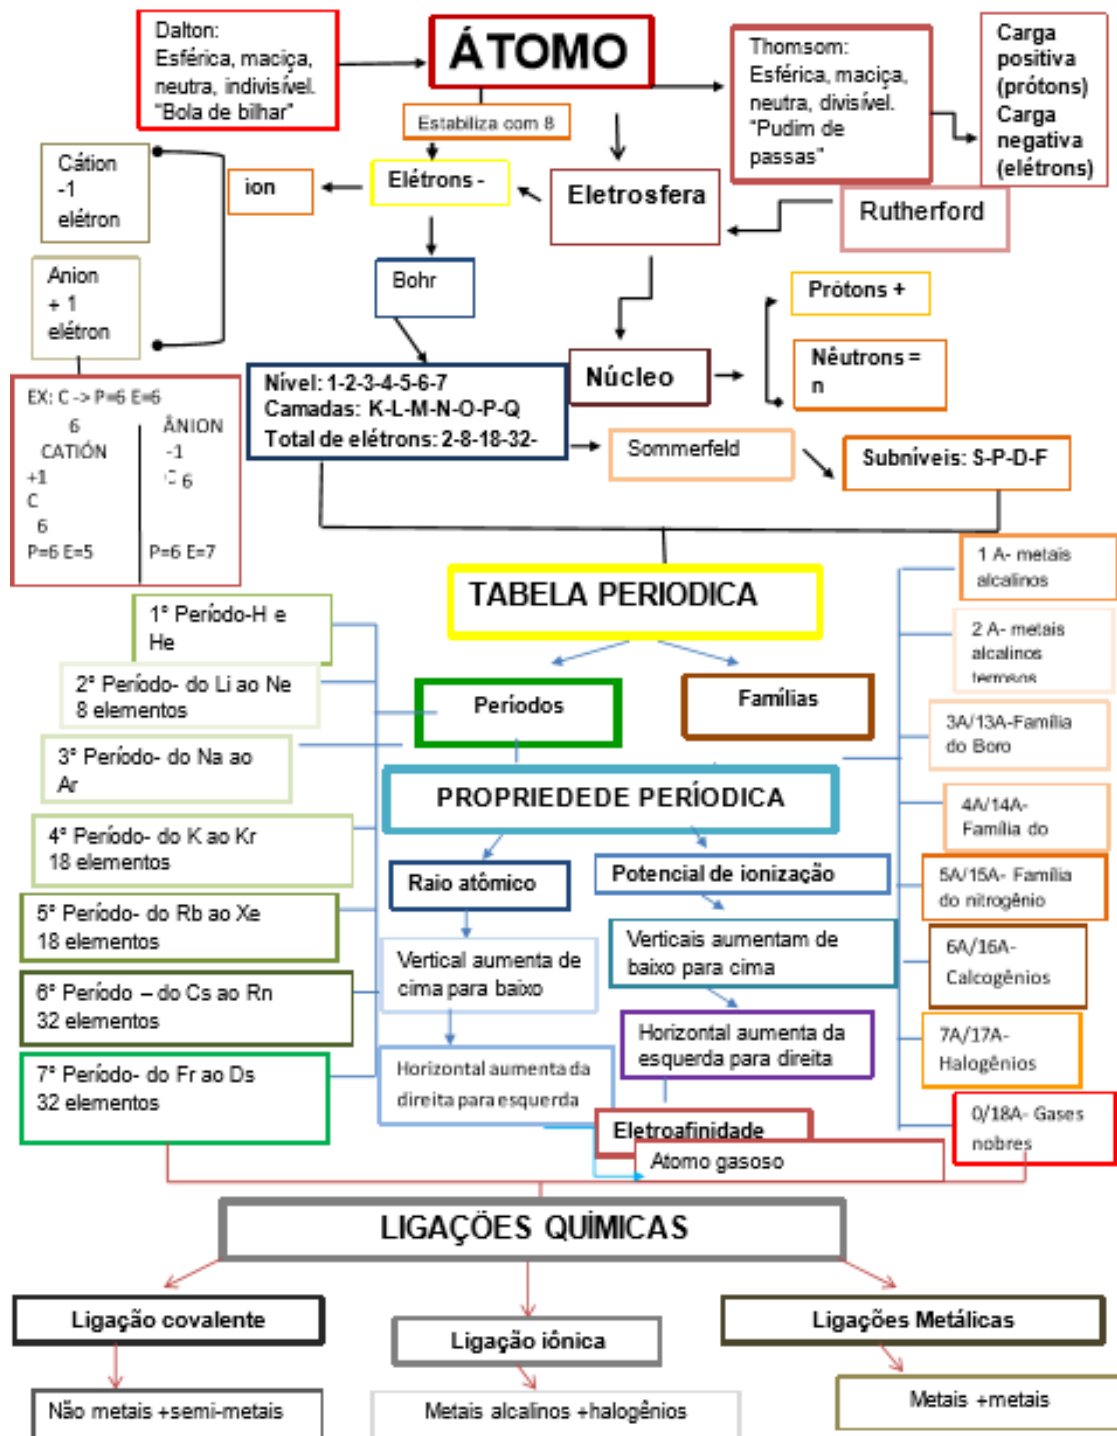 Dalton:
Esférica, maciça,
neutra, indivisível.
"Bola de bilhar"
ÁTOMO
Thomsom:
Esférica, maciça,
neutra, divisível.
"Pudim de
passas"
Carga
positiva
(prótons)
Carga
negativa
(elétrons)
Estabiliza com 8
Cátion
-1
elétron
ion
Elétrons -
Eletrosfera
Rutherford
Anion
+ 1
elétron
Bohr
Prótons +
Nêutrons =
n
Núcleo
Nível: 1-2-3-4-5-6-7
Camadas: K-L-M-N-O-P-Q
Total de elétrons: 2-8-18-32-
Sommerfeld
Subníveis: S-P-D-F
EX: C -> P=6 E=6
6
CATIÓN
+1
C
6
P=6 E=5
ÂNION
-1
C 6
P=6 E=7
TABELA PERIODICA
1° Período-H e
He
2° Período- do Li ao Ne
8 elementos
3° Período- do Na ao
Ar
4° Período- do K ao Kr
18 elementos
5° Período- do Rb ao Xe
18 elementos
6° Período – do Cs ao Rn
32 elementos
7° Período- do Fr ao Ds
32 elementos
Períodos
Famílias
1 A- metais
alcalinos
2 A- metais
alcalinos
terrosos
3A/13A-Família
do Boro
4A/14A-
Família do
5A/15A- Família
do nitrogênio
6A/16A-
Calcogênios
7A/17A-
Halogênios
0/18A- Gases
nobres
PROPRIEDEDE PERÍODICA
Raio atômico
Vertical aumenta de
cima para baixo
Horizontal aumenta da
direita para esquerda
Potencial de ionização
Verticais aumentam de
baixo para cima
Horizontal aumenta da
esquerda para direita
Eletroafinidade
Atomo gasoso
LIGAÇÕES QUÍMICAS
Ligação covalente
Não metais +semi-metais
Ligação iônica
Metais alcalinos +halogênios
Ligações Metálicas
Metais +metais